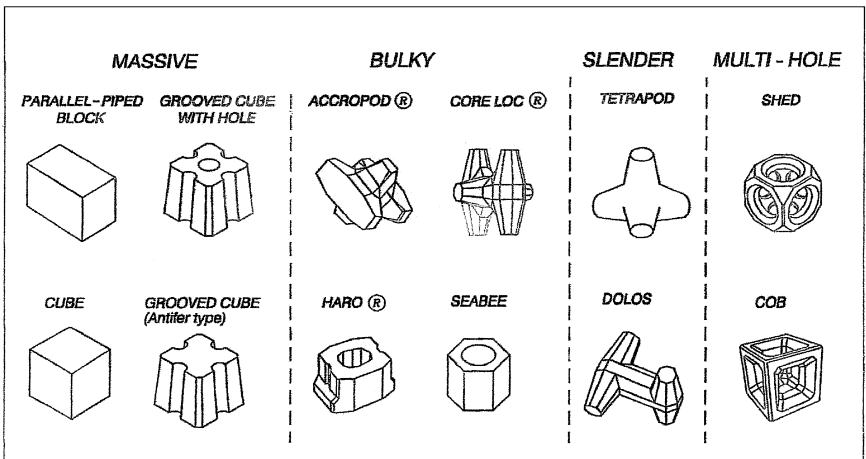 MASSIVE
BULKY
SLENDER
MULTI - HOLE
PARALLEL-PIPED
BLOCK
GROOVED CUBE
WITH HOLE
ACCROPOD ®
CORE LOC ®
TETRAPOD
SHED
CUBE
GROOVED CUBE
(Antifer type)
HARO ®
SEABEE
DOLOS
COB